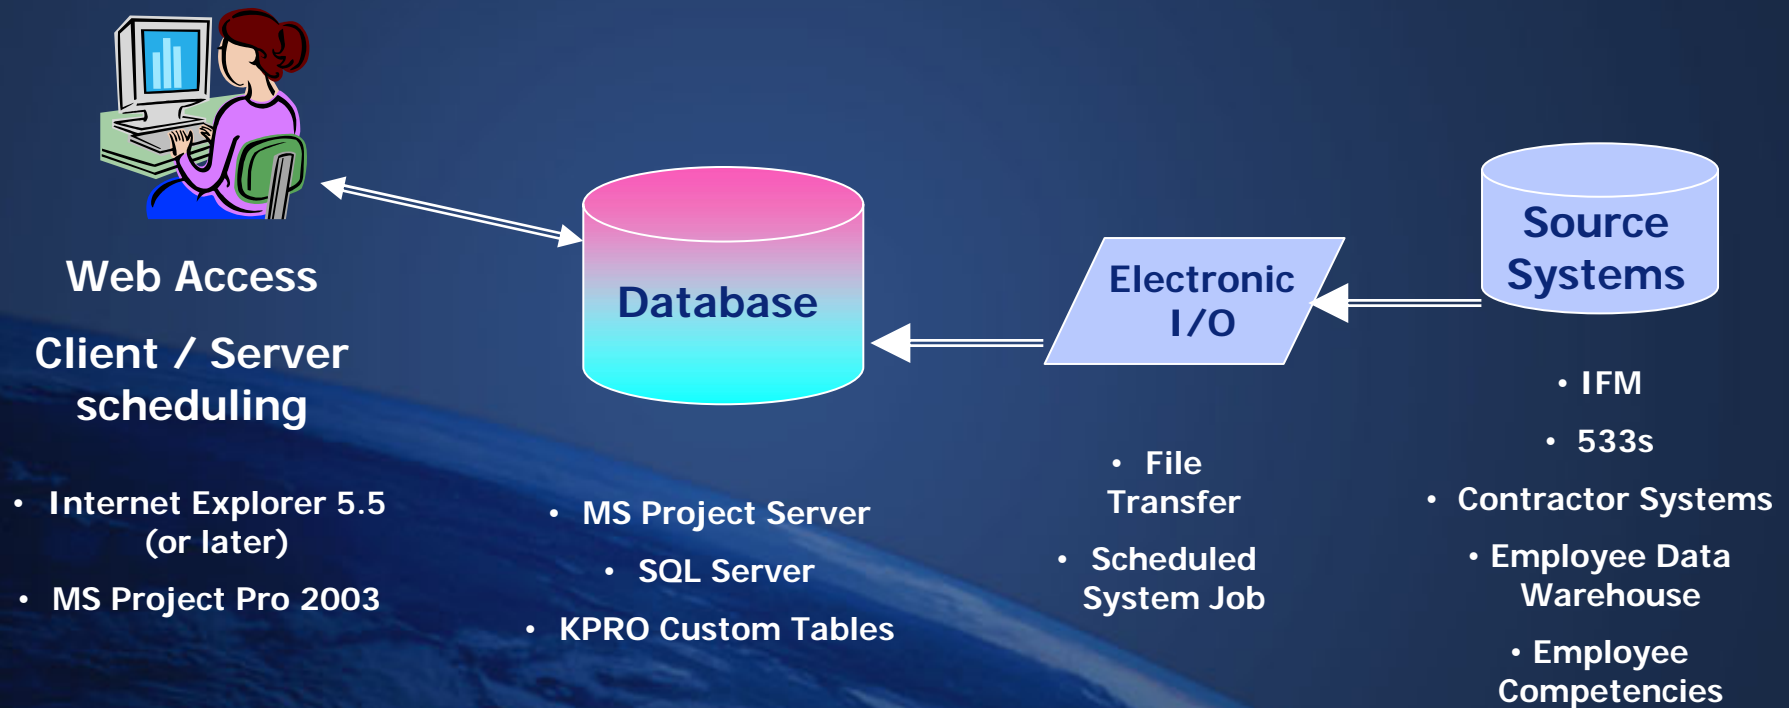 Web Access
Client / Server
scheduling
• Internet Explorer 5.5
(or later)
• MS Project Pro 2003
Database
• MS Project Server
• SQL Server
• KPRO Custom Tables
Electronic
I/O
• File
Transfer
• Scheduled
System Job
Source
Systems
• IFM
• 533s
• Contractor Systems
• Employee Data
Warehouse
• Employee
Competencies